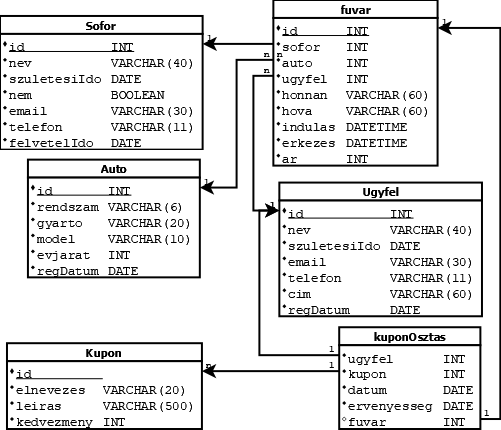 Sofor
id INT
nev VARCHAR(40)
szuletesiIdo DATE
nem BOOLEAN
email VARCHAR(30)
telefon VARCHAR(11)
felvetelIdo DATE
fuvar
id INT
sofor INT
auto INT
ugyfel INT
honnan VARCHAR(60)
hova VARCHAR(60)
indulas DATETIME
erkezes DATETIME
ar INT
1
n
n
n
1
1
1
Auto
id INT
rendszam VARCHAR(6)
gyarto VARCHAR(20)
model VARCHAR(10)
evjarat INT
regDatum DATE
Ugyfel
id INT
nev VARCHAR(40)
szuletesiIdo DATE
email VARCHAR(30)
telefon VARCHAR(11)
cim VARCHAR(60)
regDatum DATE
Kupon
id
elnevezes VARCHAR(20)
leiras VARCHAR(500)
kedvezmeny INT
n
1
1
kuponOsztas
ugyfel INT
kupon INT
datum DATE
ervenyesseg DATE
fuvar INT
1